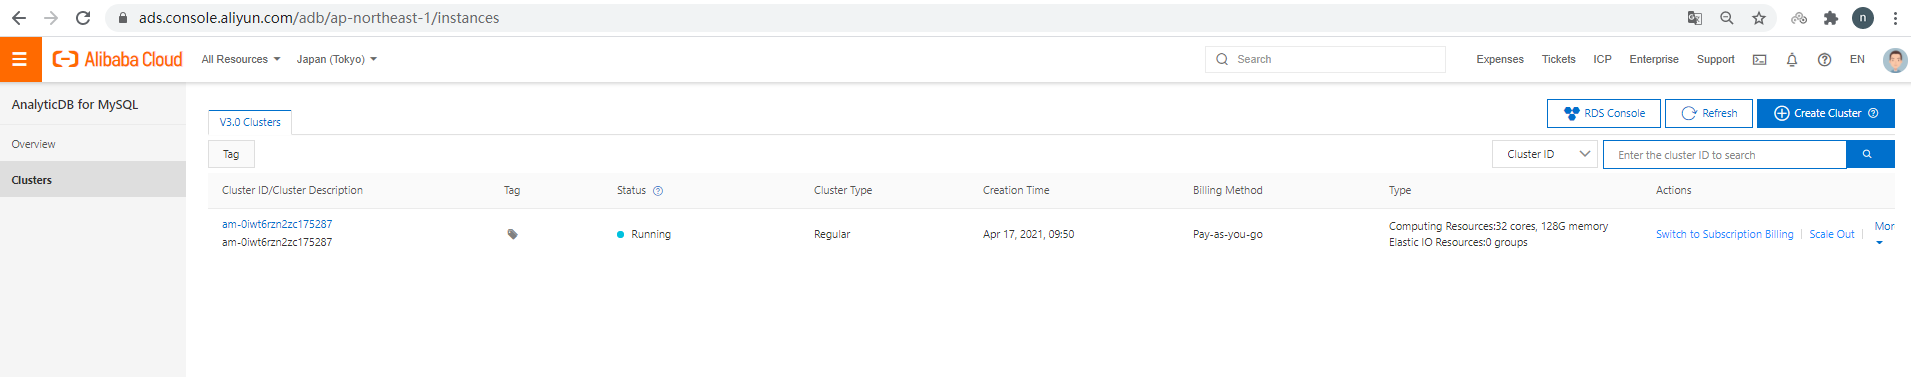 ads.console.aliyun.com/adb/ap-northeast-1/instances
n
Alibaba Cloud
All Resources
Japan (Tokyo)
Search
Expenses
Tickets
ICP
Enterprise
Support
EN
AnalyticDB for MySQL
Overview
Clusters
V3.0 Clusters
RDS Console
Refresh
Create Cluster
Tag
Cluster ID
Enter the cluster ID to search
Cluster ID/Cluster Description
Tag
Status
Cluster Type
Creation Time
Billing Method
Type
Actions
am-0iwt6rzn2zc175287
am-0iwt6rzn2zc175287
Running
Regular
Apr 17, 2021, 09:50
Pay-as-you-go
Computing Resources:32 cores, 128G memory
Elastic IO Resources:0 groups
Switch to Subscription Billing
Scale Out
Mor